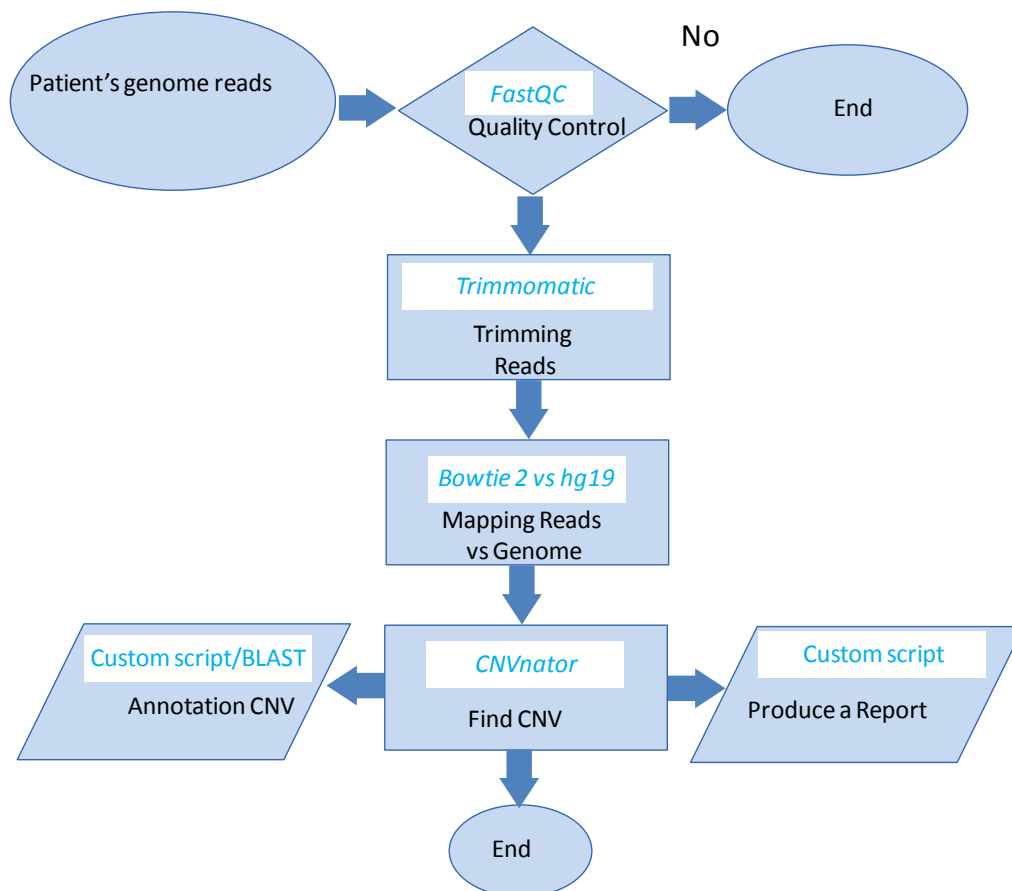 No
Patient's genome reads
FastQC
Quality Control
End
Trimmomatic
Trimming
Reads
Bowtie 2 vs hg19
Mapping Reads
vs Genome
Custom script/BLAST
Annotation CNV
CNVnator
Find CNV
Custom script
Produce a Report
End